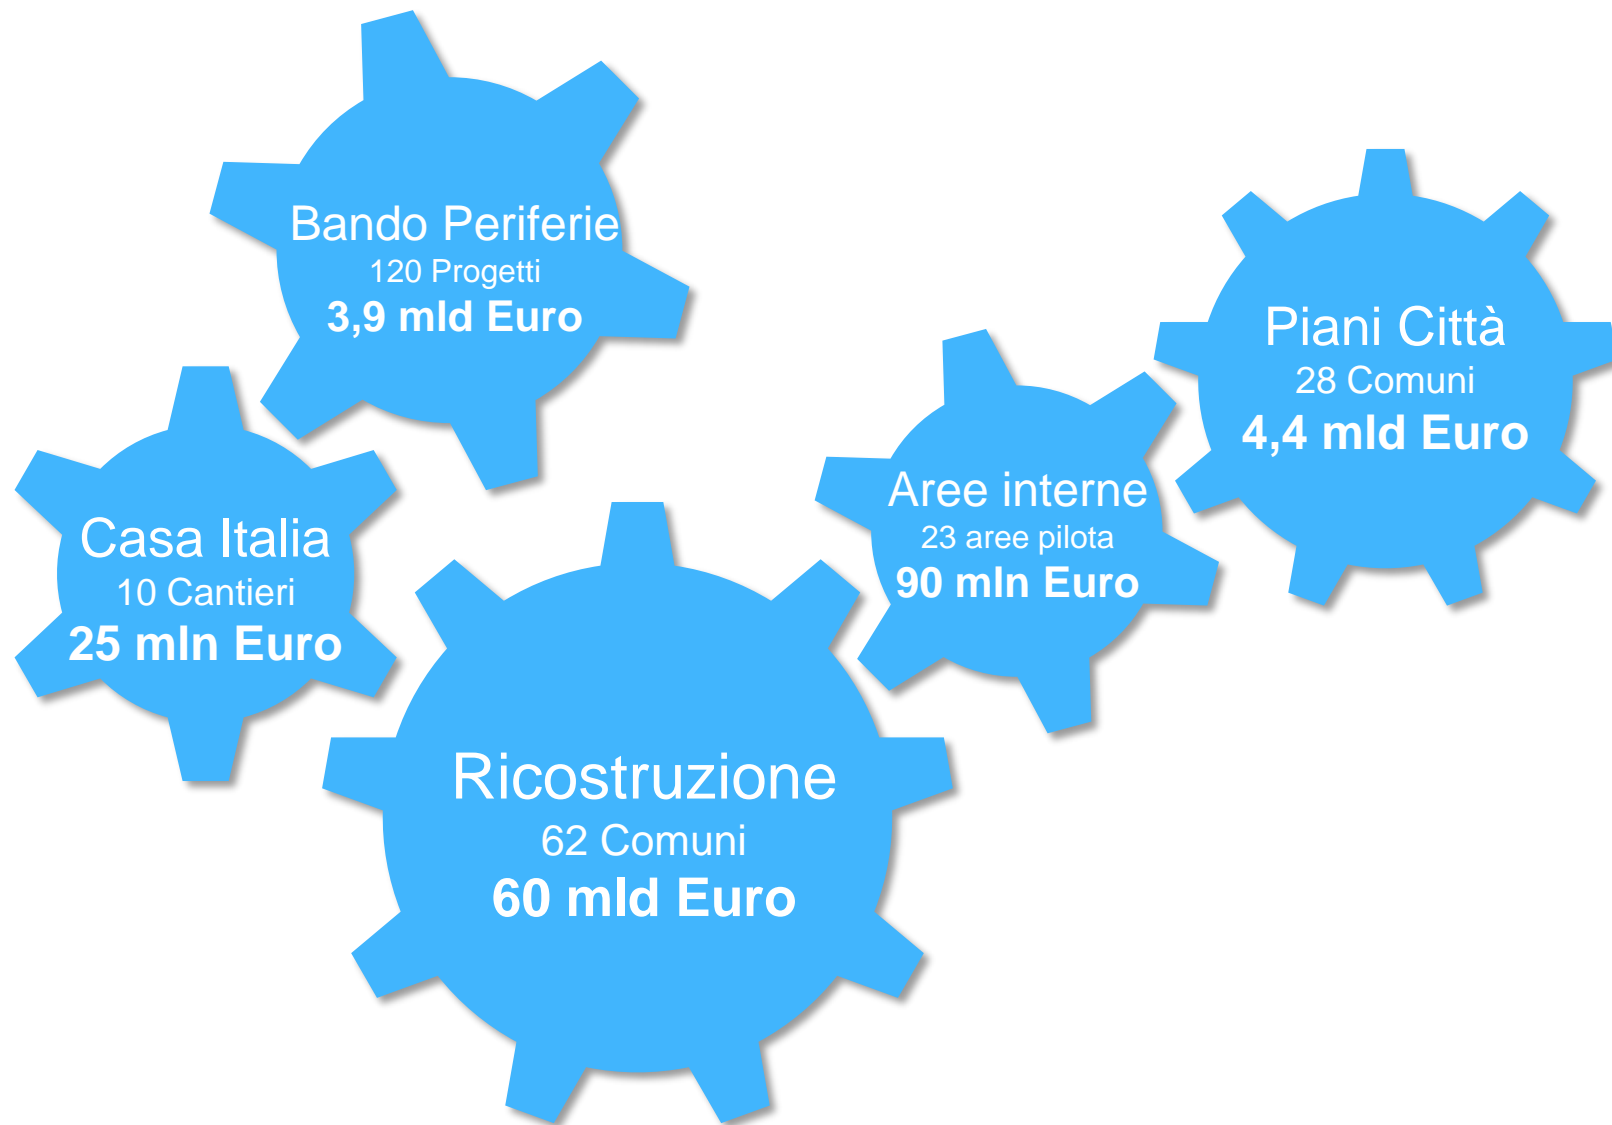 Bando Periferie
120 Progetti
3,9 mld Euro
Piani Città
28 Comuni
4,4 mld Euro
Aree interne
23 aree pilota
90 mln Euro
Casa Italia
10 Cantieri
25 mln Euro
Ricostruzione
62 Comuni
60 mld Euro